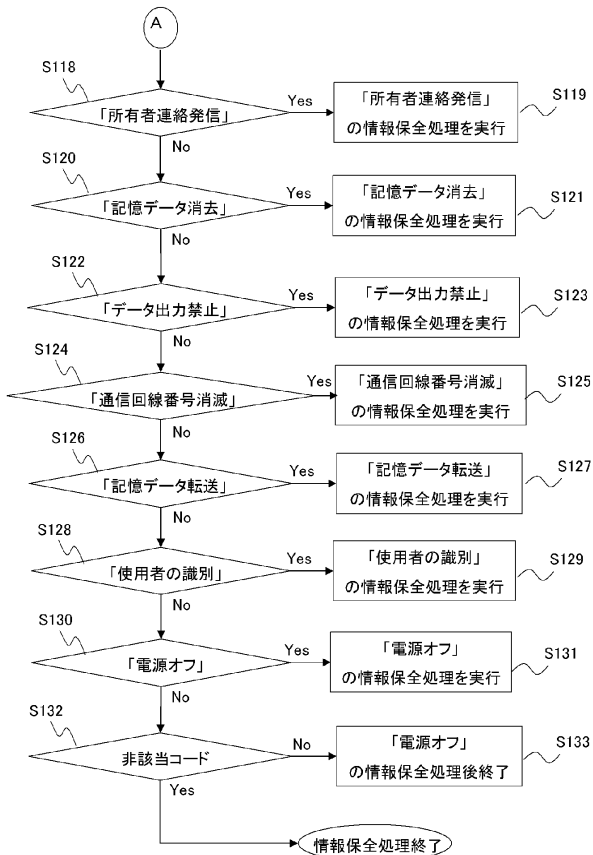 A
S118
「所有者連絡発信」
Yes
「所有者連絡発信」
の情報保全処理を実行
S119
No
S120
「記憶データ消去」
Yes
「記憶データ消去」
の情報保全処理を実行
S121
No
S122
「データ出力禁止」
Yes
「データ出力禁止」
の情報保全処理を実行
S123
No
S124
「通信回線番号消滅」
Yes
「通信回線番号消滅」
の情報保全処理を実行
S125
No
S126
「記憶データ転送」
Yes
「記憶データ転送」
の情報保全処理を実行
S127
No
S128
「使用者の識別」
Yes
「使用者の識別」
の情報保全処理を実行
S129
No
S130
「電源オフ」
Yes
「電源オフ」
の情報保全処理を実行
S131
No
S132
非該当コード
No
「電源オフ」
の情報保全処理後終了
S133
Yes
情報保全処理終了